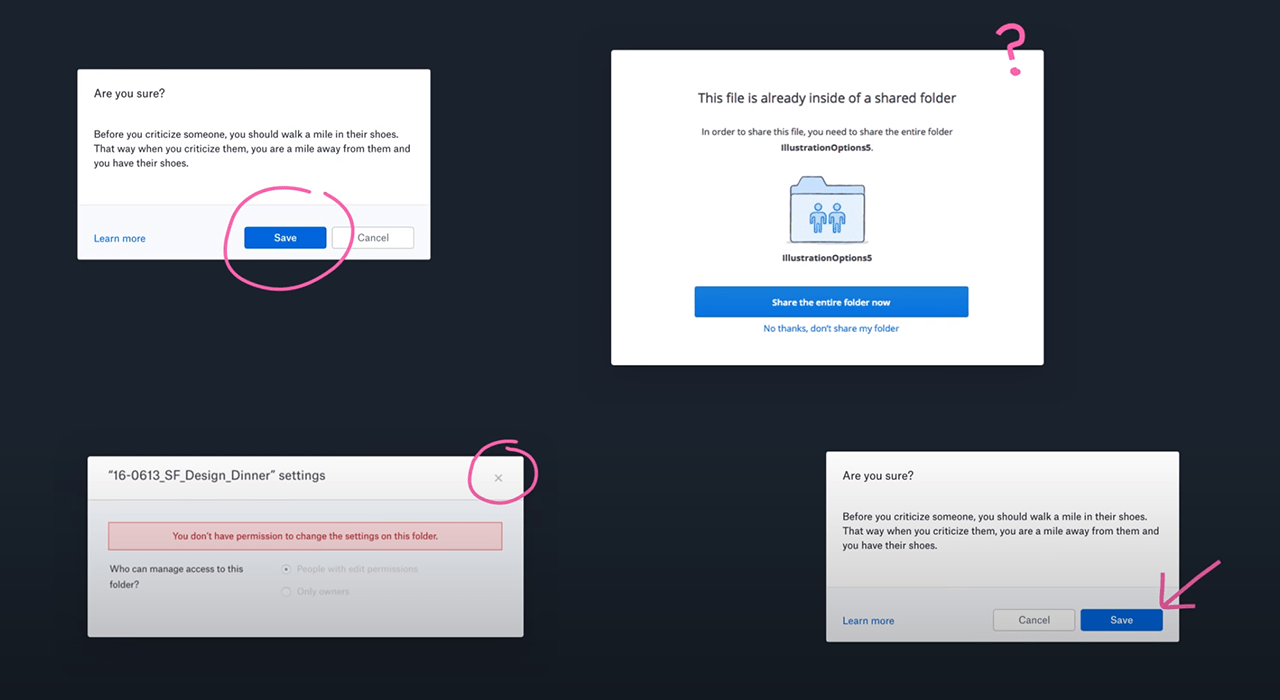 Are you sure?
Before you criticize someone, you should walk a mile in their shoes.
That way when you criticize them, you are a mile away from them and
you have their shoes.
Learn more
Save
Cancel
?
This file is already inside of a shared folder
In order to share this file, you need to share the entire folder
IllustrationOptions5.
IllustrationOptions5
Share the entire folder now
No thanks, don't share my folder
“16-0613_SF_Design_Dinner” settings
You don't have permission to change the settings on this folder.
Who can manage access to this
folder?
People with edit permissions
Only owners
Are you sure?
Before you criticize someone, you should walk a mile in their shoes.
That way when you criticize them, you are a mile away from them and
you have their shoes.
Learn more
Cancel
Save